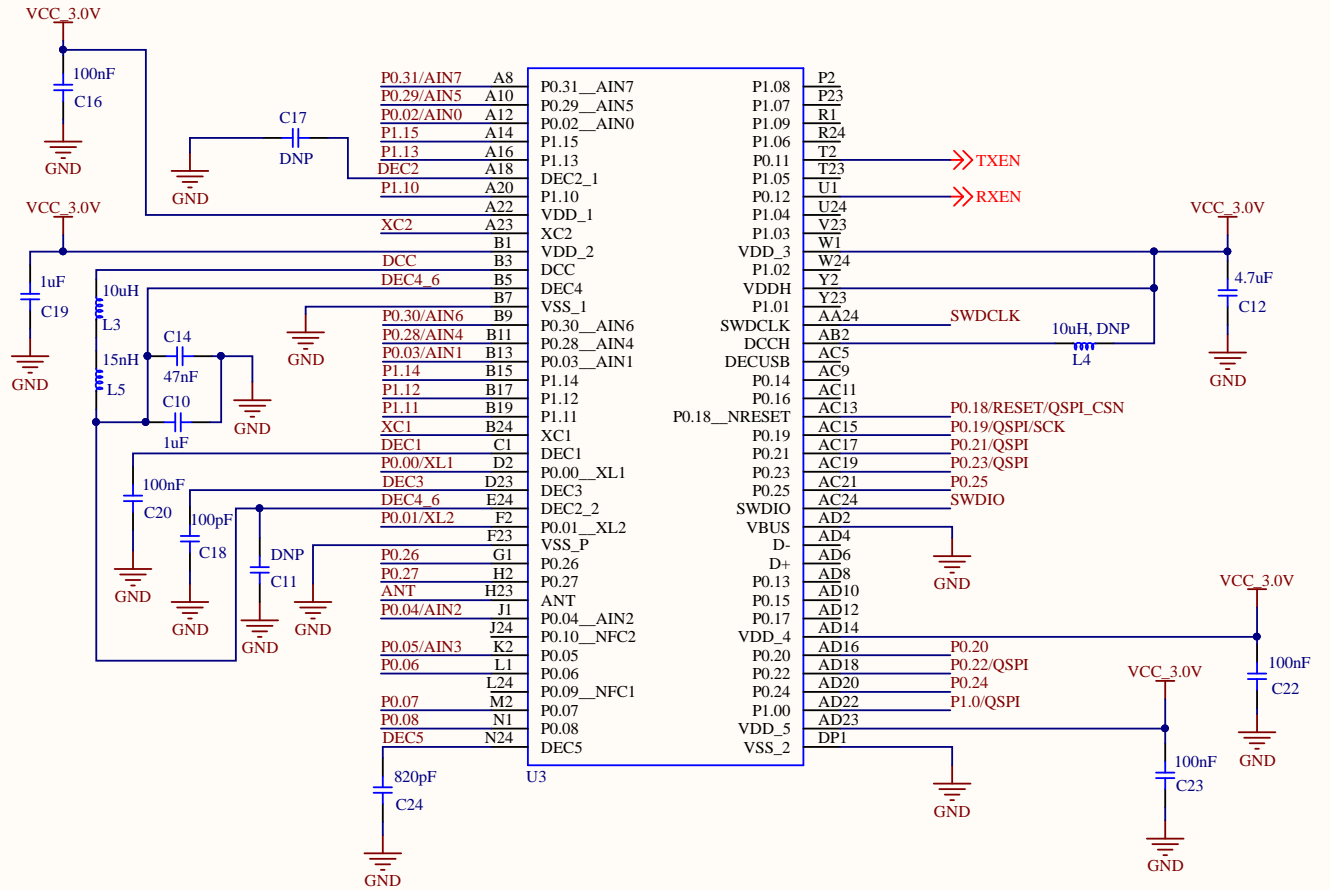 VCC_3.0V
100nF
C16
GND
C17
DNP
GND
VCC_3.0V
1uF
C19
GND
10uH
L3
15nH
L5
C14
47nF
C10
1uF
GND
GND
100nF
C20
GND
100pF
C18
GND
DNP
C11
GND
GND
820pF
C24
GND
P0.31/AIN7 A8 P0.31__AIN7
P0.29/AIN5 A10 P0.29__AIN5
P0.02/AIN0 A12 P0.02__AIN0
P1.15 A14 P1.15
P1.13 A16 P1.13
DEC2 A18 DEC2_1
P1.10 A20 P1.10
A22 VDD_1
XC2 A23 XC2
B1 VDD_2
DCC B3 DCC
DEC4_6 B5 DEC4
B7 VSS_1
P0.30/AIN6 B9 P0.30__AIN6
P0.28/AIN4 B11 P0.28__AIN4
P0.03/AIN1 B13 P0.03__AIN1
P1.14 B15 P1.14
P1.12 B17 P1.12
P1.11 B19 P1.11
XC1 B24 XC1
DEC1 C1 DEC1
P0.00/XL1 D2 P0.00__XL1
DEC3 D23 DEC3
DEC4_6 E24 DEC2_2
P0.01/XL2 F2 P0.01__XL2
F23 VSS_P
P0.26 G1 P0.26
P0.27 H2 P0.27
ANT H23 ANT
P0.04/AIN2 J1 P0.04__AIN2
J24 P0.10__NFC2
P0.05/AIN3 K2 P0.05
P0.06 L1 P0.06
L24 P0.09__NFC1
P0.07 M2 P0.07
P0.08 N1 P0.08
DEC5 N24 DEC5
U3
P1.08 P2
P1.07 P23
P1.09 R1
P1.06 R24
P0.11 T2 TXEN
P1.05 T23
P0.12 U1 RXEN
P1.04 U24
P1.03 V23
VDD_3 W1
P1.02 W24
VDDH Y2
P1.01 Y23
SWDCLK AA24 SWDCLK
DCCH AB2
DECUSB AC5
P0.14 AC9
P0.16 AC11
P0.18__NRESET AC13 P0.18/RESET/QSPI_CSN
P0.19 AC15 P0.19/QSPI/SCK
P0.21 AC17 P0.21/QSPI
P0.23 AC19 P0.23/QSPI
P0.25 AC21 P0.25
SWDIO AC24 SWDIO
VBUS AD2
D- AD4
D+ AD6
P0.13 AD8
P0.15 AD10
P0.17 AD12
VDD_4 AD14
P0.20 AD16 P0.20
P0.22 AD18 P0.22/QSPI
P0.24 AD20 P0.24
P1.00 AD22 P1.0/QSPI
VDD_5 AD23
VSS_2 DP1
VCC_3.0V
4.7uF
C12
GND
10uH, DNP
L4
GND
VCC_3.0V
100nF
C22
GND
VCC_3.0V
100nF
C23
GND
GND